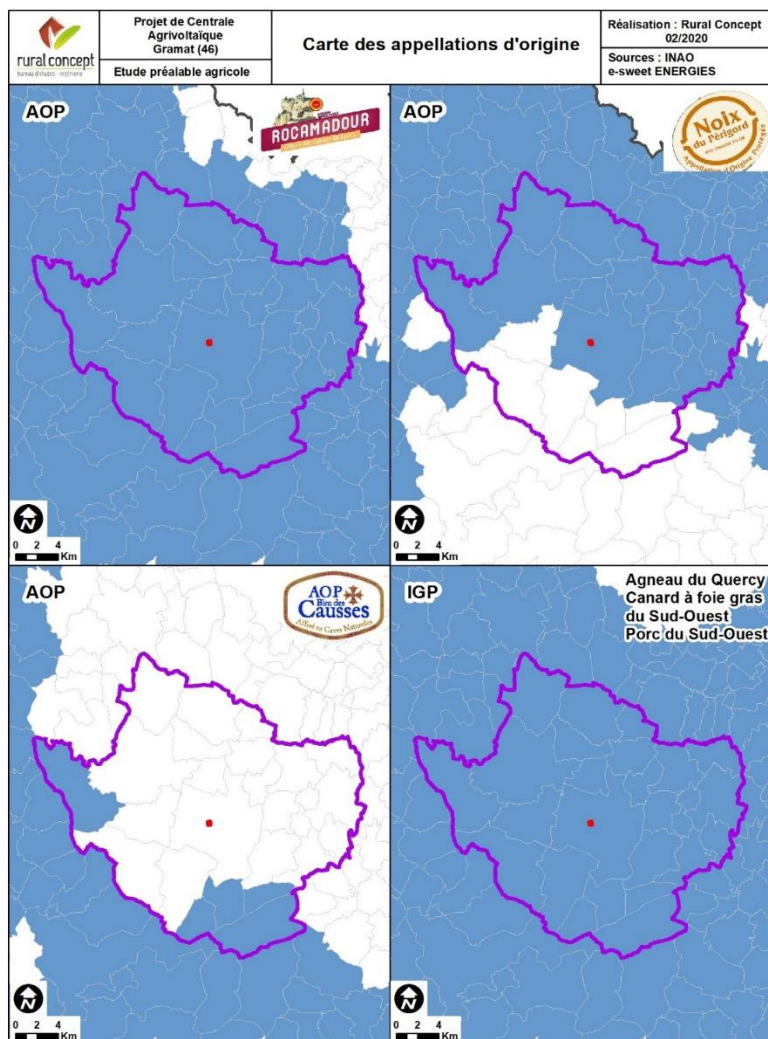 rural concept
bureau d'études - ingénierie
Projet de Centrale
Agrivoltaïque
Gramat (46)
Etude préalable agricole
Carte des appellations d'origine
Réalisation : Rural Concept
02/2020
Sources : INAO
e-sweet ENERGIES
AOP
ROCAMADOUR
N
0 2 4
Km
AOP
Noix
du Périgord
Appellation d'Origine Protégée
N
0 2 4
Km
AOP
AOP
Bleu des
Causses
Affiné en Caves Naturelles
N
0 2 4
Km
IGP
Agneau du Quercy
Canard à foie gras
du Sud-Ouest
Porc du Sud-Ouest
N
0 2 4
Km